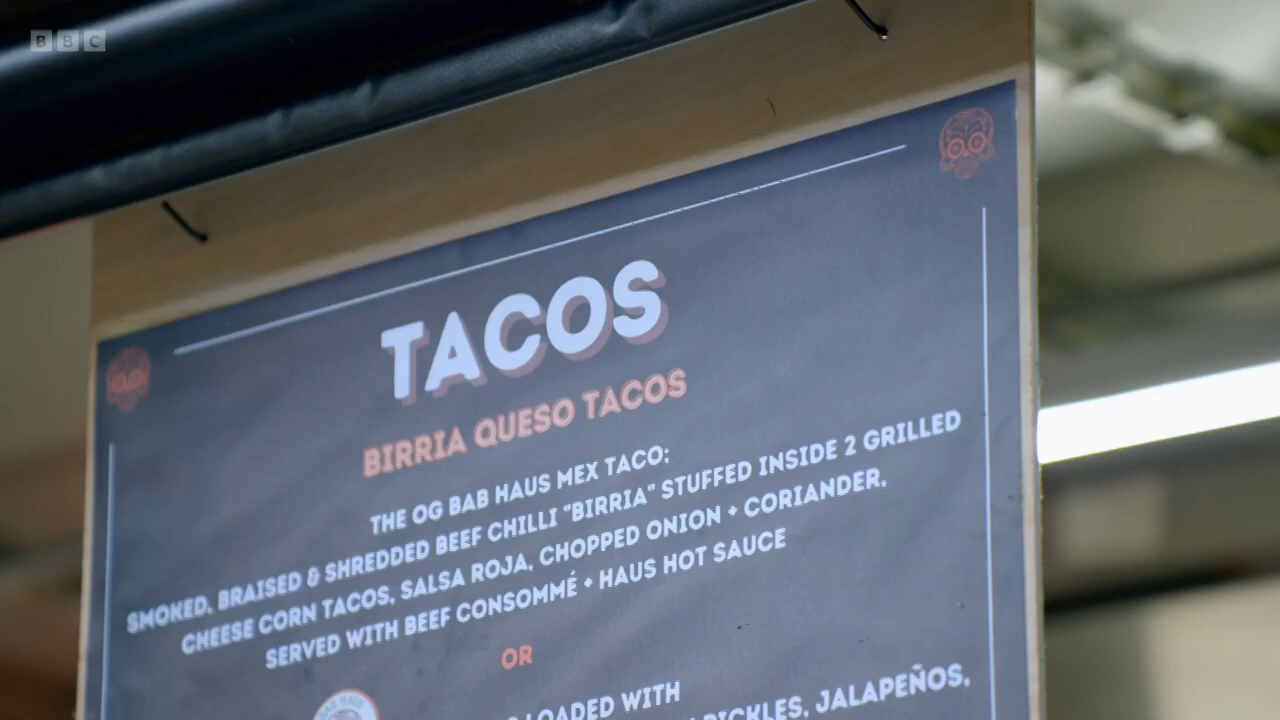 BBC
TACOS
BIRRIA QUESO TACOS
THE OG BAB HAUS MEX TACO:
SMOKED, BRAISED & SHREDDED BEEF CHILLI "BIRRIA" STUFFED INSIDE 2 GRILLED
CHEESE CORN TACOS, SALSA ROJA, CHOPPED ONION + CORIANDER,
SERVED WITH BEEF CONSOMMÉ + HAUS HOT SAUCE
OR
LOADED WITH
PICKLES, JALAPEÑOS,
BAB HAUS